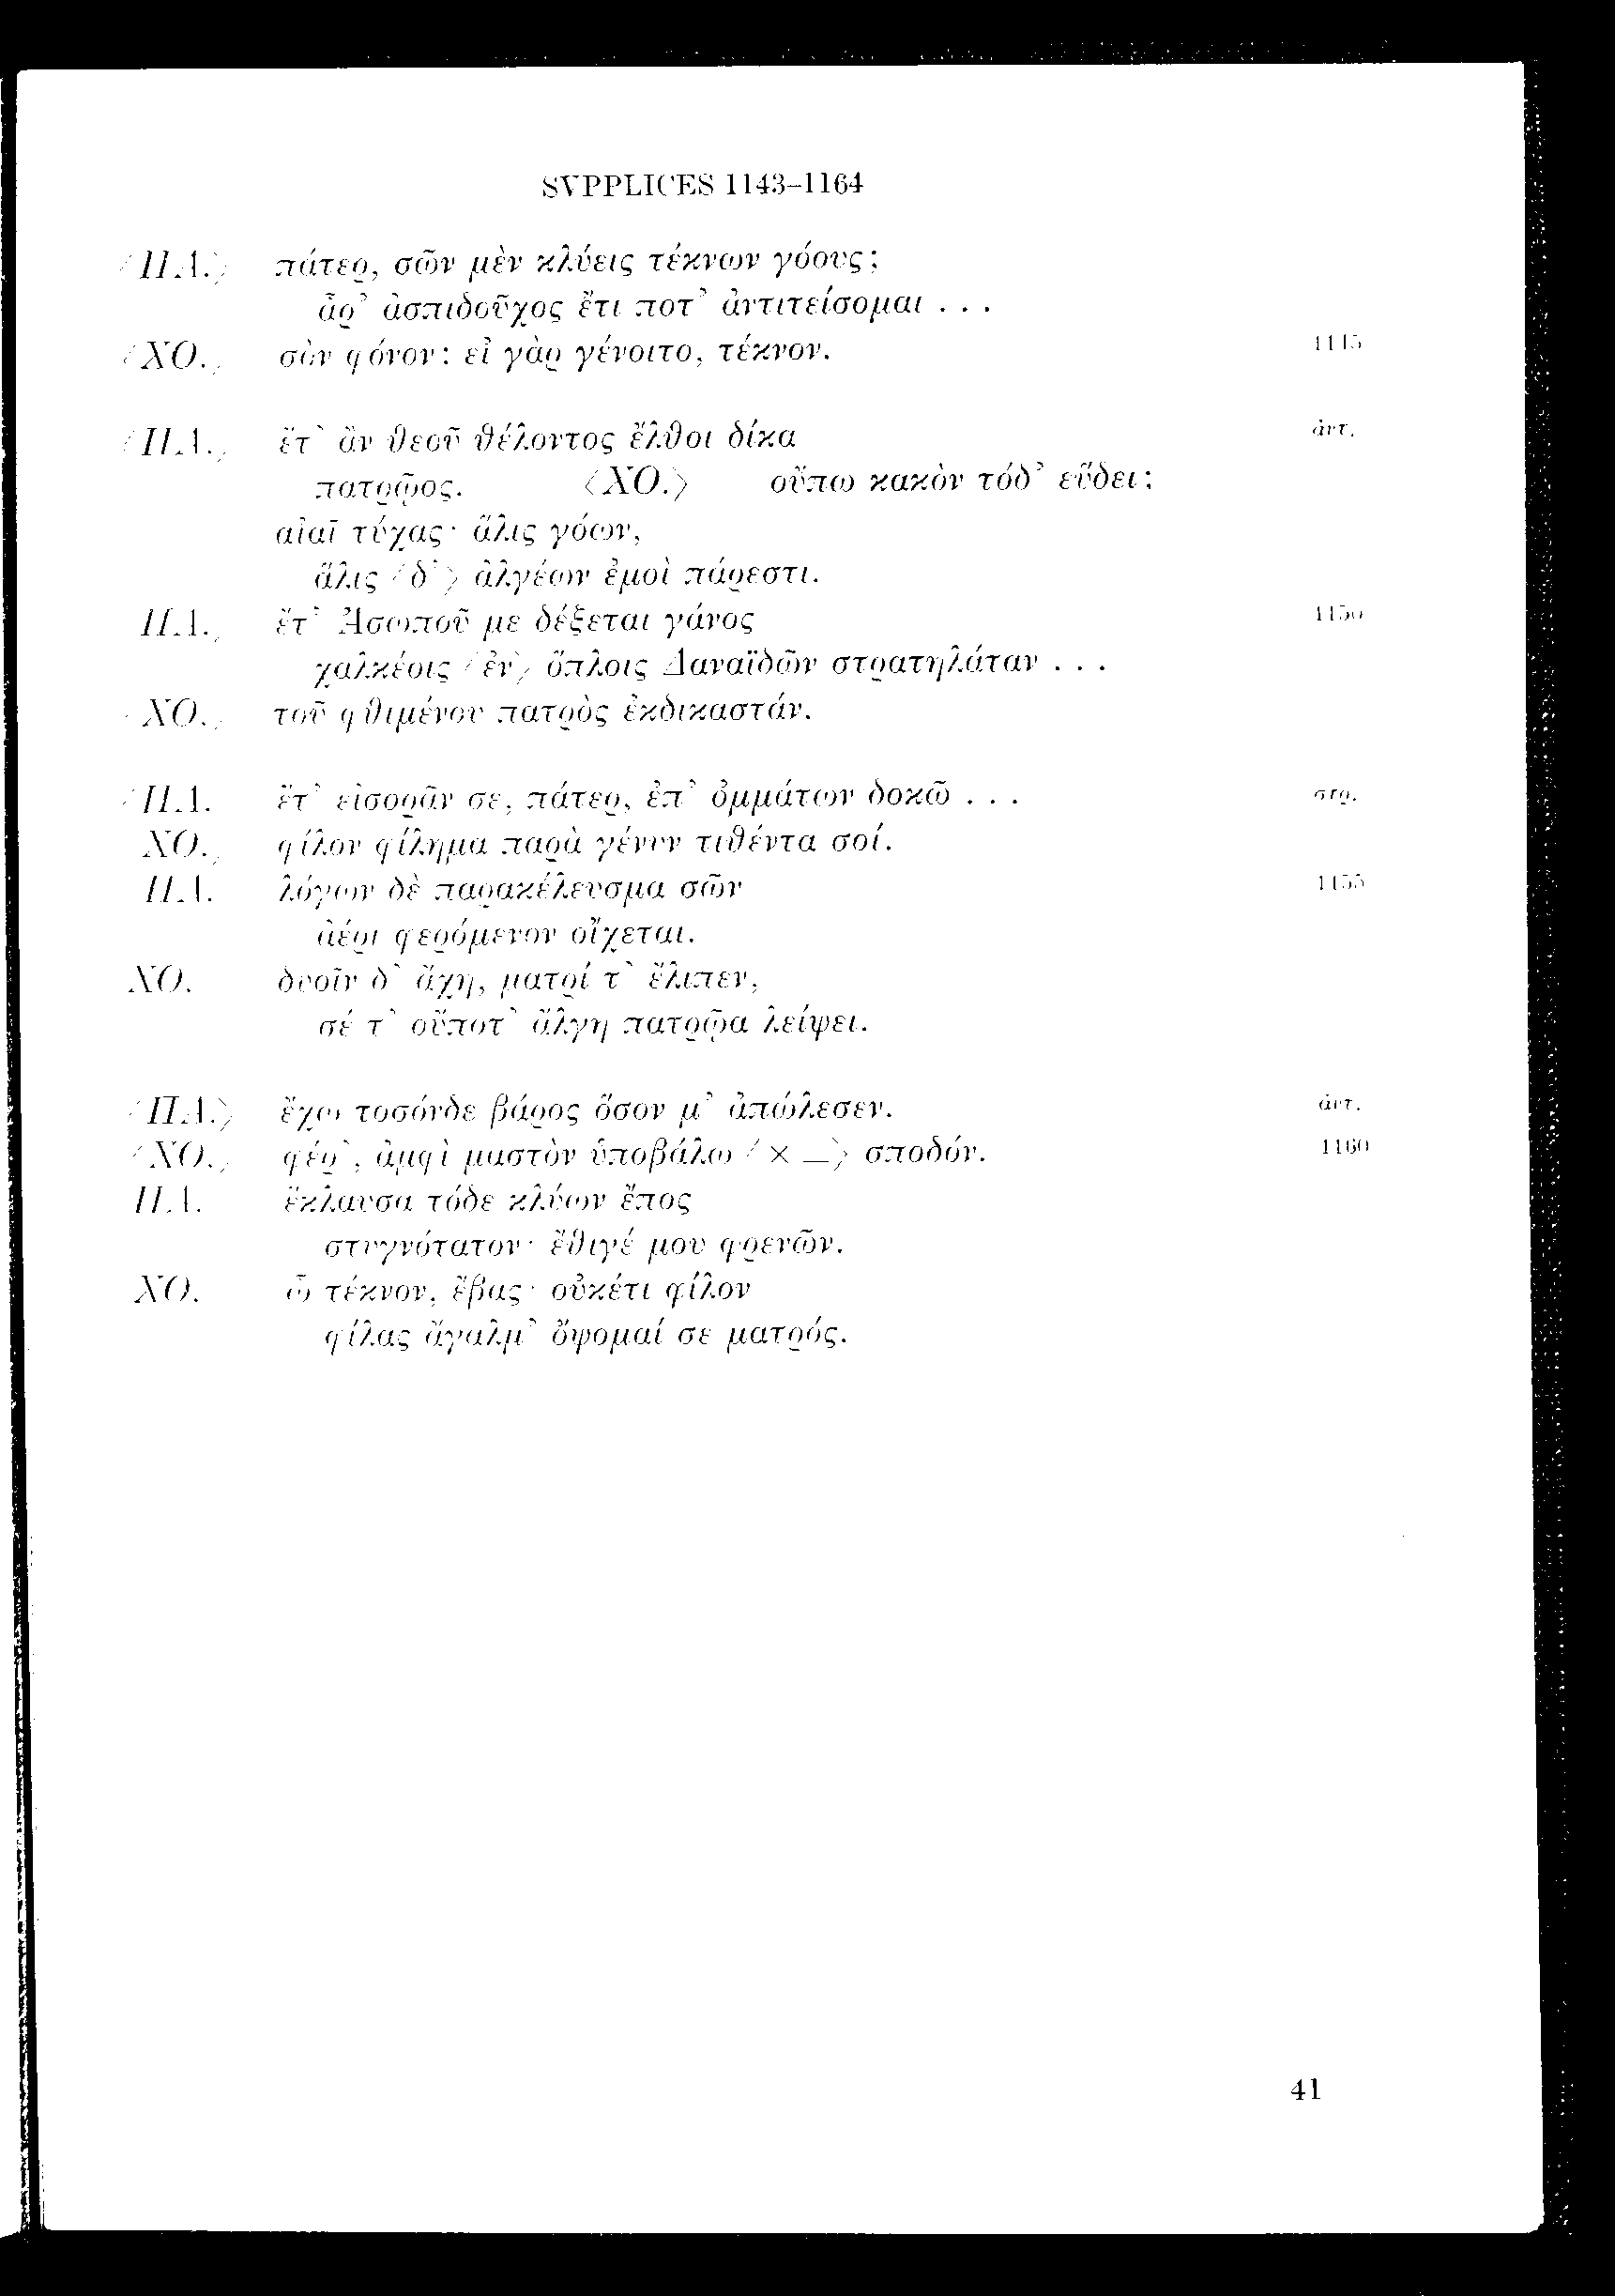 SVPPLICES 1143–1164
⟨ΠΑ.⟩ πάτερ, σῶν μὲν κλύεις τέκνων γόους;
ἆρ᾽ ἀσπιδοῦχος ἔτι ποτ᾽ ἀντιτείσομαι . . .
⟨ΧΟ.⟩ σὸν φόνον; εἰ γὰρ γένοιτο, τέκνον. 1145
⟨ΠΑ.⟩ ἔτ᾽ ἂν θεοῦ θέλοντος ἔλθοι δίκα ἀντ.
πατρῷος. ⟨ΧΟ.⟩ οὔπω κακὸν τόδ᾽ εὕδει;
αἰαῖ τύχας· ἅλις γόων,
ἅλις ⟨δ᾽⟩ ἀλγέων ἐμοὶ πάρεστι.
⟨ΠΑ.⟩ ἔτ᾽ Ἀσωποῦ με δέξεται γάνος 1150
χαλκέοις ⟨ἐν⟩ ὅπλοις Δαναϊδῶν στρατηλάταν . . .
⟨ΧΟ.⟩ τοῦ φθιμένου πατρὸς ἐκδικαστάν.
⟨ΠΑ.⟩ ἔτ᾽ εἰσορᾶν σε, πάτερ, ἐπ᾽ ὀμμάτων δοκῶ . . . στρ.
⟨ΧΟ.⟩ φίλον φίλημα παρὰ γένυν τιθέντα σοί.
⟨ΠΑ.⟩ λόγων δὲ παρακέλευσμα σῶν 1155
ἀέρι φερόμενον οἴχεται.
ΧΟ. δυοῖν δ᾽ ἄχη, ματρί τ᾽ ἔλιπεν,
σέ τ᾽ οὔποτ᾽ ἄλγη πατρῷα λείψει.
⟨ΠΑ.⟩ ἔχω τοσόνδε βάρος ὅσον μ᾽ ἀπώλεσεν. ἀντ.
⟨ΧΟ.⟩ φέρ᾽, ἀμφὶ μαστὸν ὑποβάλω ⟨ × – ⟩ σποδόν. 1160
ΠΑ. ἔκλαυσα τόδε κλύων ἔπος
στυγνότατον· ἔθιγέ μου φρενῶν.
ΧΟ. ὦ τέκνον, ἔβας· οὐκέτι φίλον
φίλας ἄγαλμ᾽ ὄψομαί σε ματρός.
41